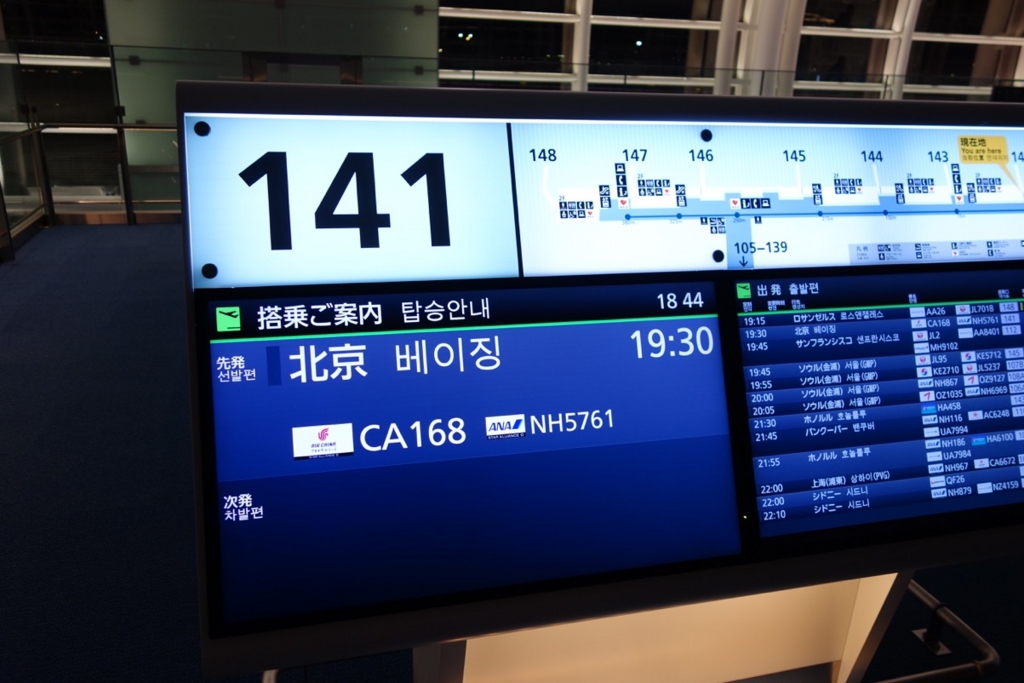 141
148 147 146 145 144 143
現在地
You are here
105–139
搭乗ご案内 탑승안내 18 44
先発
선발편
北京 베이징 19:30
CA168 ANA NH5761
次発
차발편
出発 출발편
19:15 ロサンゼルス 로스앤젤레스 AA26 JL7018
19:30 北京 베이징 CA168 NH5761 141
19:45 サンフランシスコ 샌프란시스코 JL2 AA8401 112
MH9102
19:45 ソウル(金浦) 서울(GMP) JL95 KE5712
19:55 ソウル(金浦) 서울(GMP) KE2710 JL5237
20:00 ソウル(金浦) 서울(GMP) NH867 OZ9127
20:05 ソウル(金浦) 서울(GMP) OZ1035 NH6969
21:30 ホノルル 호놀룰루 HA458
21:45 バンクーバー 밴쿠버 NH116 AC6248
UA7994
21:55 ホノルル 호놀룰루 NH186 HA6100
UA7984
22:00 上海(浦東) 상하이(PVG) NH967 CA6672
22:00 シドニー 시드니 QF26
22:10 シドニー 시드니 NH879 NZ4159